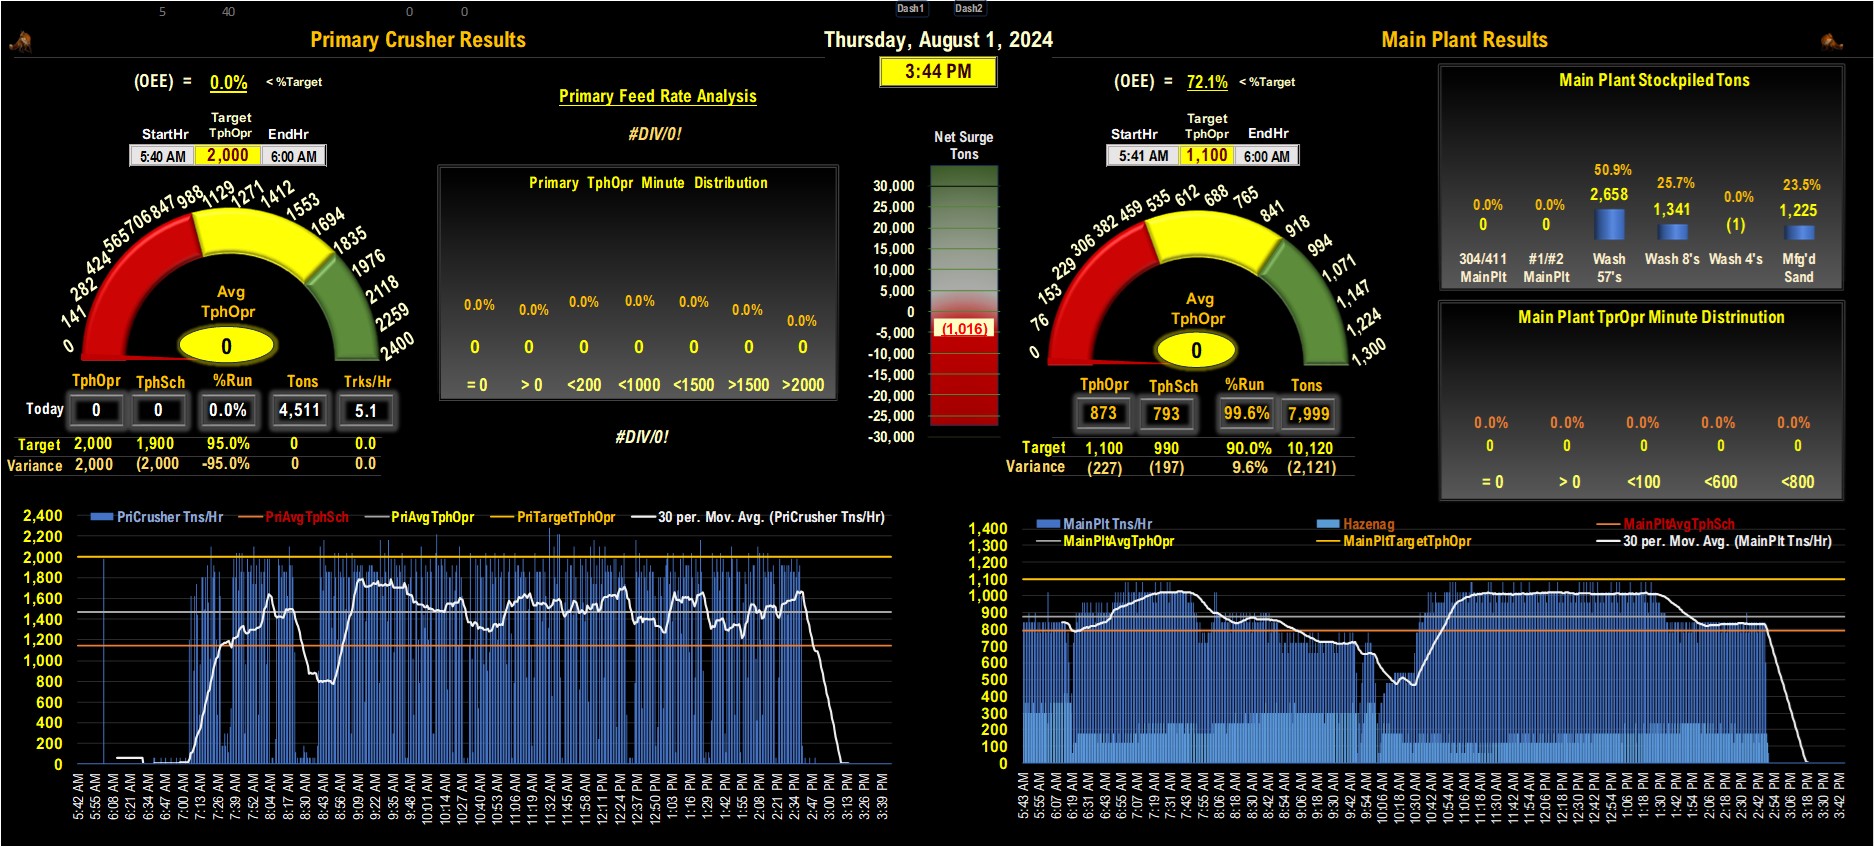 5 40 0 0 Dash1 Dash2
Primary Crusher Results
Thursday, August 1, 2024
Main Plant Results
3:44 PM
(OEE) = 0.0% < %Target
Target
StartHr TphOpr EndHr
5:40 AM 2,000 6:00 AM
0 141 282 424 565 706 847 988 1129 1271 1412 1553 1694 1835 1976 2118 2259 2400
Avg
TphOpr
0
TphOpr TphSch %Run Tons Trks/Hr
Today 0 0 0.0% 4,511 5.1
Target 2,000 1,900 95.0% 0 0.0
Variance 2,000 (2,000 -95.0% 0 0.0
Primary Feed Rate Analysis
#DIV/0!
Primary TphOpr Minute Distribution
0.0% 0.0% 0.0% 0.0% 0.0% 0.0% 0.0%
0 0 0 0 0 0 0
= 0 > 0 <200 <1000 <1500 >1500 >2000
#DIV/0!
Net Surge
Tons
30,000
25,000
20,000
15,000
10,000
5,000
0
-5,000
-10,000
-15,000
-20,000
-25,000
-30,000
(1,016)
(OEE) = 72.1% < %Target
Target
StartHr TphOpr EndHr
5:41 AM 1,100 6:00 AM
0 76 153 229 306 382 459 535 612 688 765 841 918 994 1,071 1,147 1,224 1,300
Avg
TphOpr
0
TphOpr TphSch %Run Tons
873 793 99.6% 7,999
Target 1,100 990 90.0% 10,120
Variance (227) (197) 9.6% (2,121)
Main Plant Stockpiled Tons
0.0% 0.0% 50.9% 25.7% 0.0% 23.5%
0 0 2,658 1,341 (1) 1,225
304/411 #1/#2 Wash Wash 8's Wash 4's Mfg'd
MainPlt MainPlt 57's Sand
Main Plant TprOpr Minute Distrinution
0.0% 0.0% 0.0% 0.0% 0.0%
0 0 0 0 0
= 0 > 0 <100 <600 <800
PriCrusher Tns/Hr PriAvgTphSch PriAvgTphOpr PriTargetTphOpr 30 per. Mov. Avg. (PriCrusher Tns/Hr)
2,400
2,200
2,000
1,800
1,600
1,400
1,200
1,000
800
600
400
200
0
5:42 AM 5:55 AM 6:08 AM 6:21 AM 6:34 AM 6:47 AM 7:00 AM 7:13 AM 7:26 AM 7:39 AM 7:52 AM 8:04 AM 8:17 AM 8:30 AM 8:43 AM 8:56 AM 9:09 AM 9:22 AM 9:35 AM 9:48 AM 10:01 AM 10:14 AM 10:27 AM 10:40 AM 10:53 AM 11:06 AM 11:19 AM 11:32 AM 11:45 AM 11:58 AM 12:11 PM 12:24 PM 12:37 PM 12:50 PM 1:03 PM 1:16 PM 1:29 PM 1:42 PM 1:55 PM 2:08 PM 2:21 PM 2:34 PM 2:47 PM 3:00 PM 3:13 PM 3:26 PM 3:39 PM
MainPlt Tns/Hr Hazenag MainPltAvgTphSch
MainPltAvgTphOpr MainPltTargetTphOpr 30 per. Mov. Avg. (MainPlt Tns/Hr)
1,400
1,300
1,200
1,100
1,000
900
800
700
600
500
400
300
200
100
0
5:43 AM 5:55 AM 6:07 AM 6:19 AM 6:31 AM 6:43 AM 6:55 AM 7:07 AM 7:19 AM 7:31 AM 7:43 AM 7:55 AM 8:06 AM 8:18 AM 8:30 AM 8:42 AM 8:54 AM 9:06 AM 9:18 AM 9:30 AM 9:42 AM 9:54 AM 10:06 AM 10:18 AM 10:30 AM 10:42 AM 10:54 AM 11:06 AM 11:18 AM 11:30 AM 11:42 AM 11:54 AM 12:06 PM 12:18 PM 12:30 PM 12:42 PM 12:54 PM 1:06 PM 1:18 PM 1:30 PM 1:42 PM 1:54 PM 2:06 PM 2:18 PM 2:30 PM 2:42 PM 2:54 PM 3:06 PM 3:18 PM 3:30 PM 3:42 PM